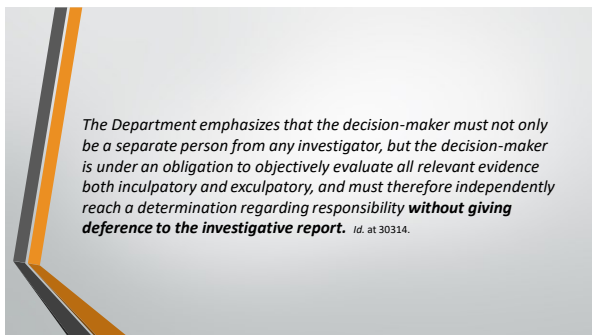 The Department emphasizes that the decision-maker must not only
be a separate person from any investigator, but the decision-maker
is under an obligation to objectively evaluate all relevant evidence
both inculpatory and exculpatory, and must therefore independently
reach a determination regarding responsibility without giving
deference to the investigative report. Id. at 30314.